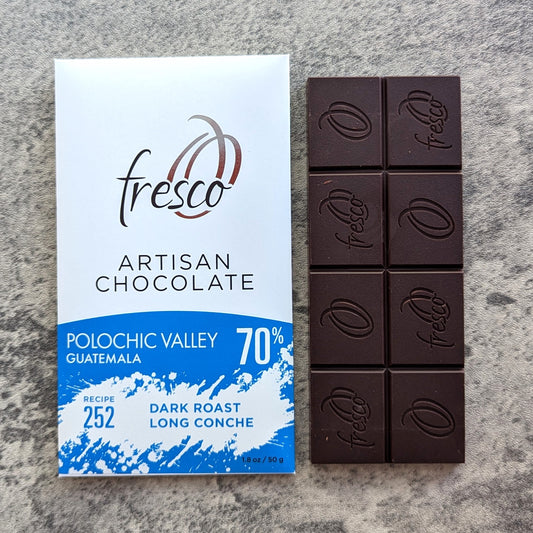 fresco
ARTISAN
CHOCOLATE
POLOCHIC VALLEY 70%
GUATEMALA
RECIPE
252
DARK ROAST
LONG CONCHE
1.8 oz / 50 g
fresco
fresco
fresco
fresco